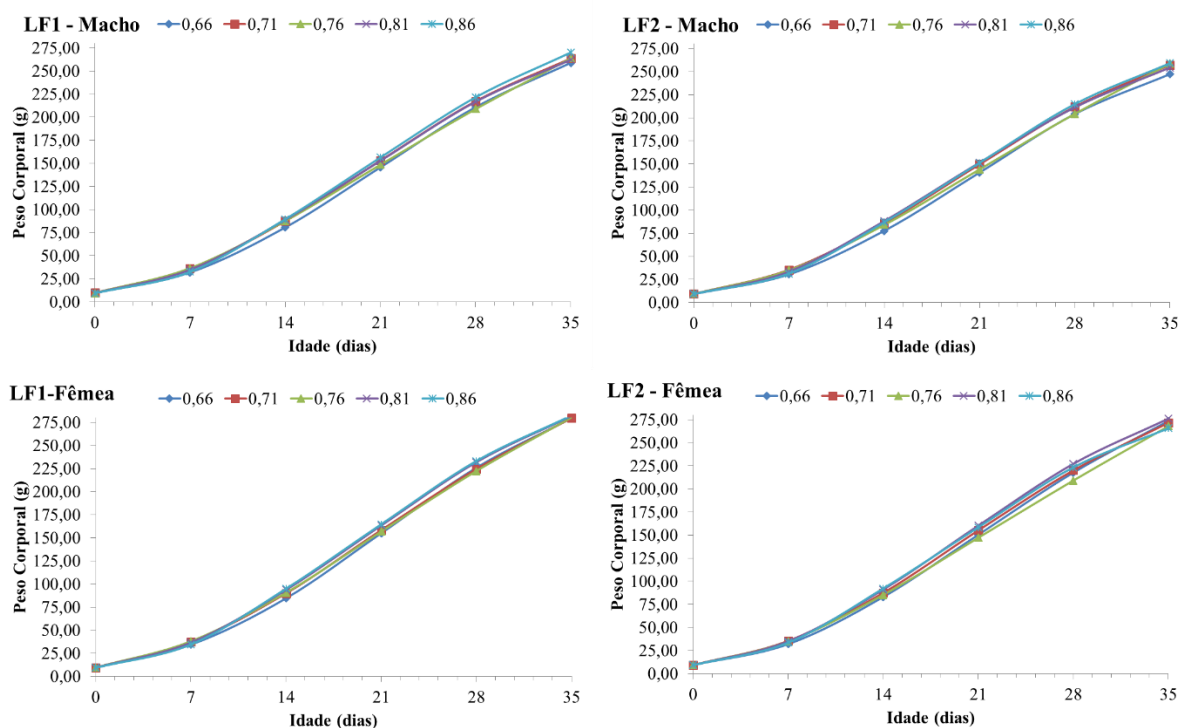 LF1 - Macho
0,66 0,71 0,76 0,81 0,86
Peso Corporal (g)
275,00
250,00
225,00
200,00
175,00
150,00
125,00
100,00
75,00
50,00
25,00
0,00
0 7 14 21 28 35
Idade (dias)
LF2 - Macho
0,66 0,71 0,76 0,81 0,86
Peso Corporal (g)
275,00
250,00
225,00
200,00
175,00
150,00
125,00
100,00
75,00
50,00
25,00
0,00
0 7 14 21 28 35
Idade (dias)
LF1-Fêmea
0,66 0,71 0,76 0,81 0,86
Peso Corporal (g)
275,00
250,00
225,00
200,00
175,00
150,00
125,00
100,00
75,00
50,00
25,00
0,00
0 7 14 21 28 35
Idade (dias)
LF2 - Fêmea
0,66 0,71 0,76 0,81 0,86
Peso Corporal (g)
275,00
250,00
225,00
200,00
175,00
150,00
125,00
100,00
75,00
50,00
25,00
0,00
0 7 14 21 28 35
Idade (dias)